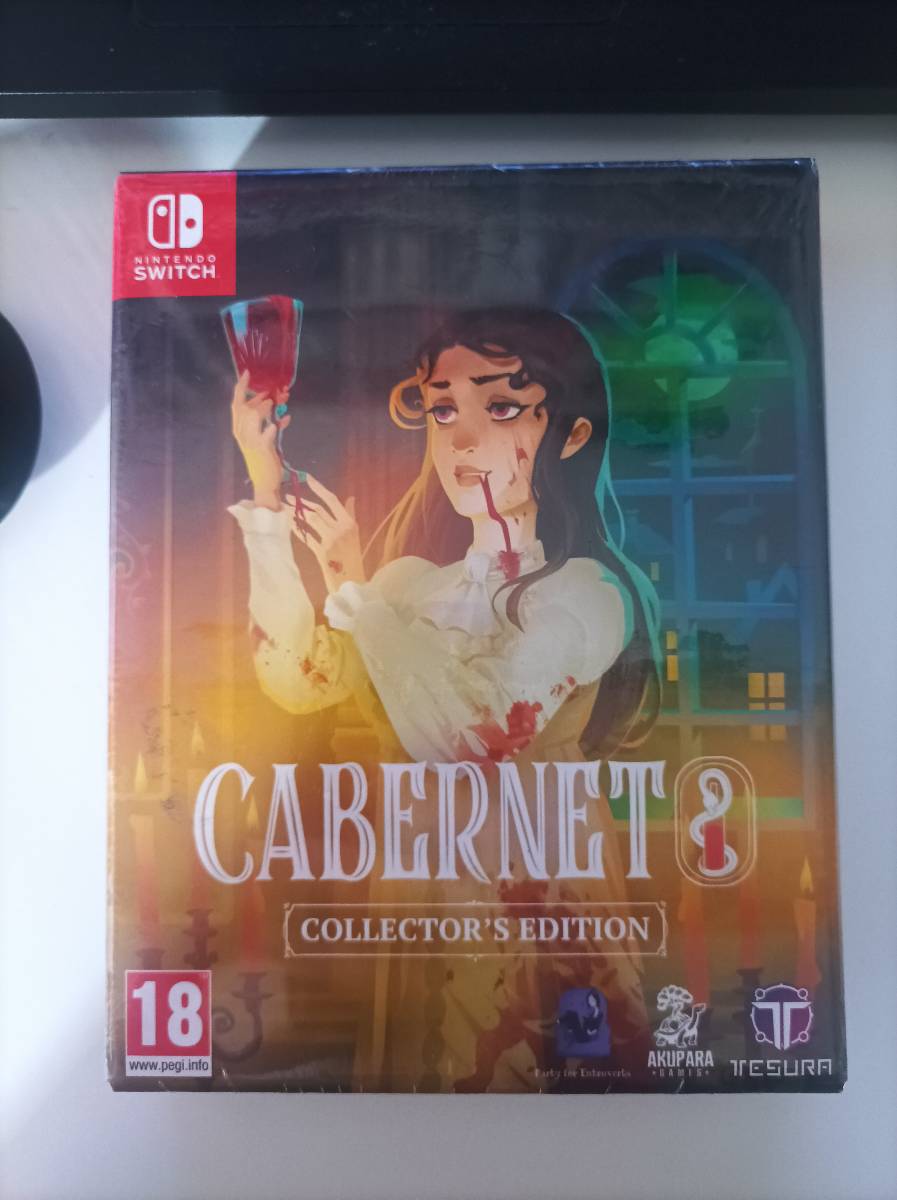 NINTENDO
SWITCH
CABERNET
COLLECTOR'S EDITION
18
www.pegi.info
Party for Introverts
AKUPARA
GAMES
TESURA